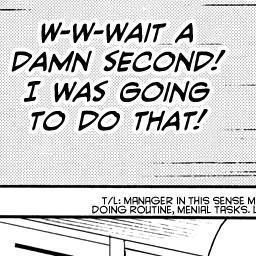 W-W-WAIT A
DAMN SECOND!
I WAS GOING
TO DO THAT!
T/L: MANAGER IN THIS SENSE
DOING ROUTINE, MENIAL TASKS.